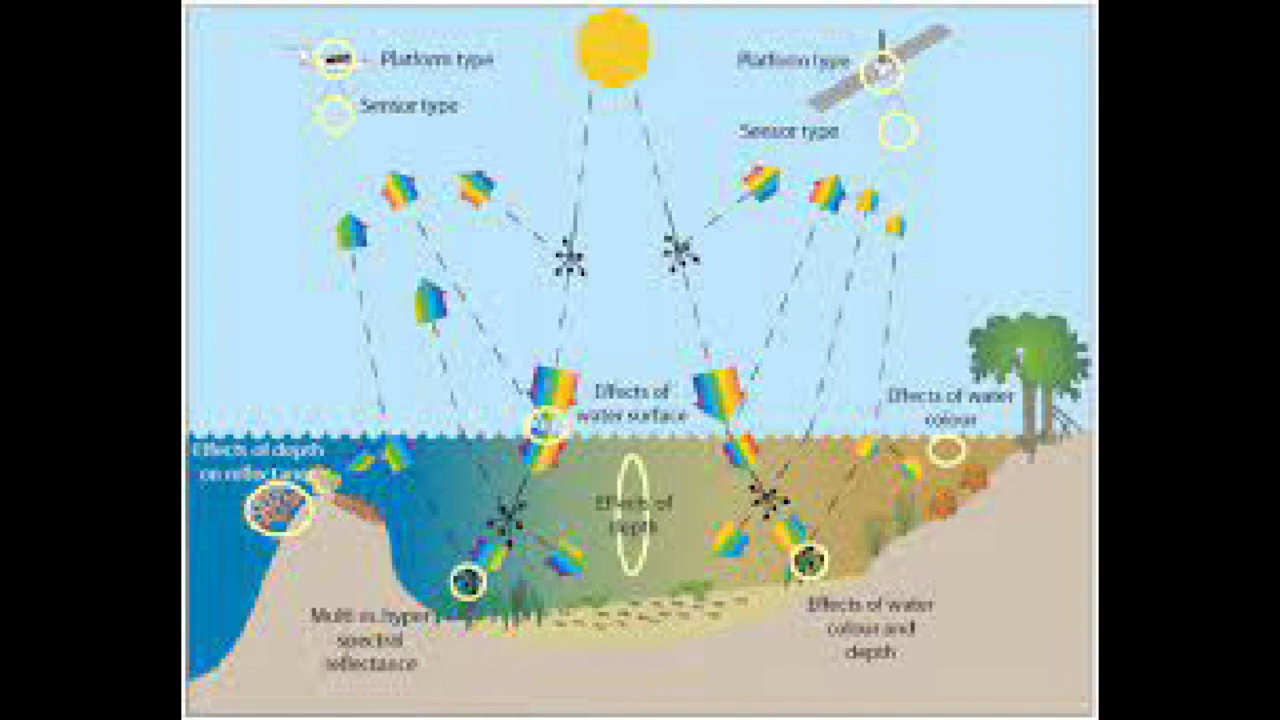 Platform type
Sensor type
Platform type
Sensor type
Effects of
water surface
Effects of water
colour
Effects of depth
on reflectance
Effects of
depth
Multi vs. hyper
spectral
reflectance
Effects of water
colour and
depth